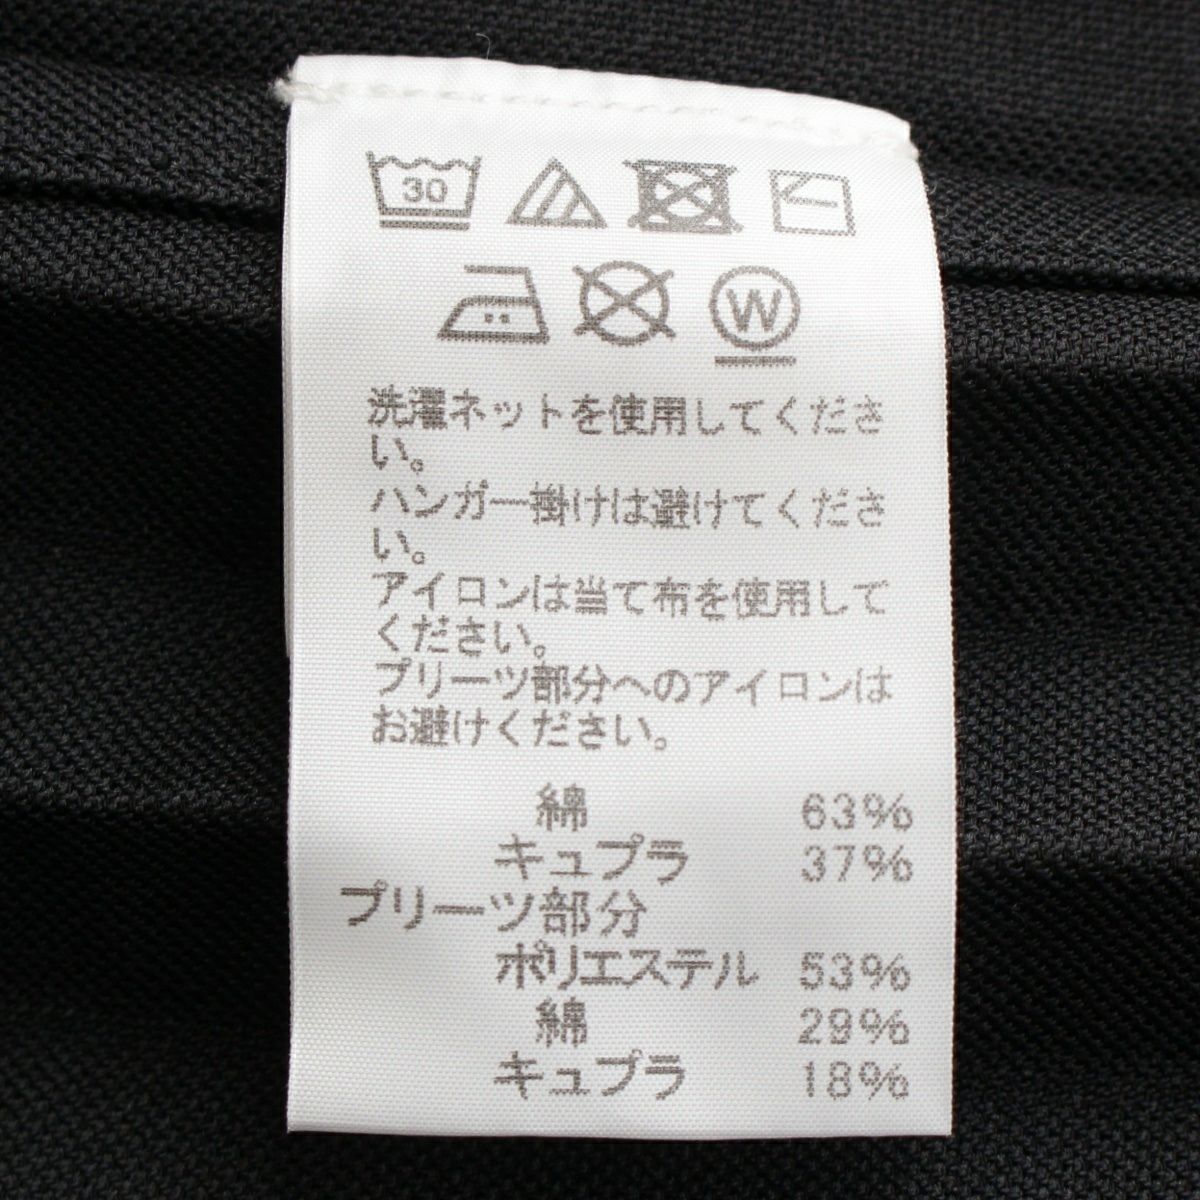 30
W
洗濯ネットを使用してくださ
い。
ハンガー掛けは避けてくださ
い。
アイロンは当て布を使用して
ください。
プリーツ部分へのアイロンは
お避けください。
綿 63%
キュプラ 37%
プリーツ部分
ポリエステル 53%
綿 29%
キュプラ 18%